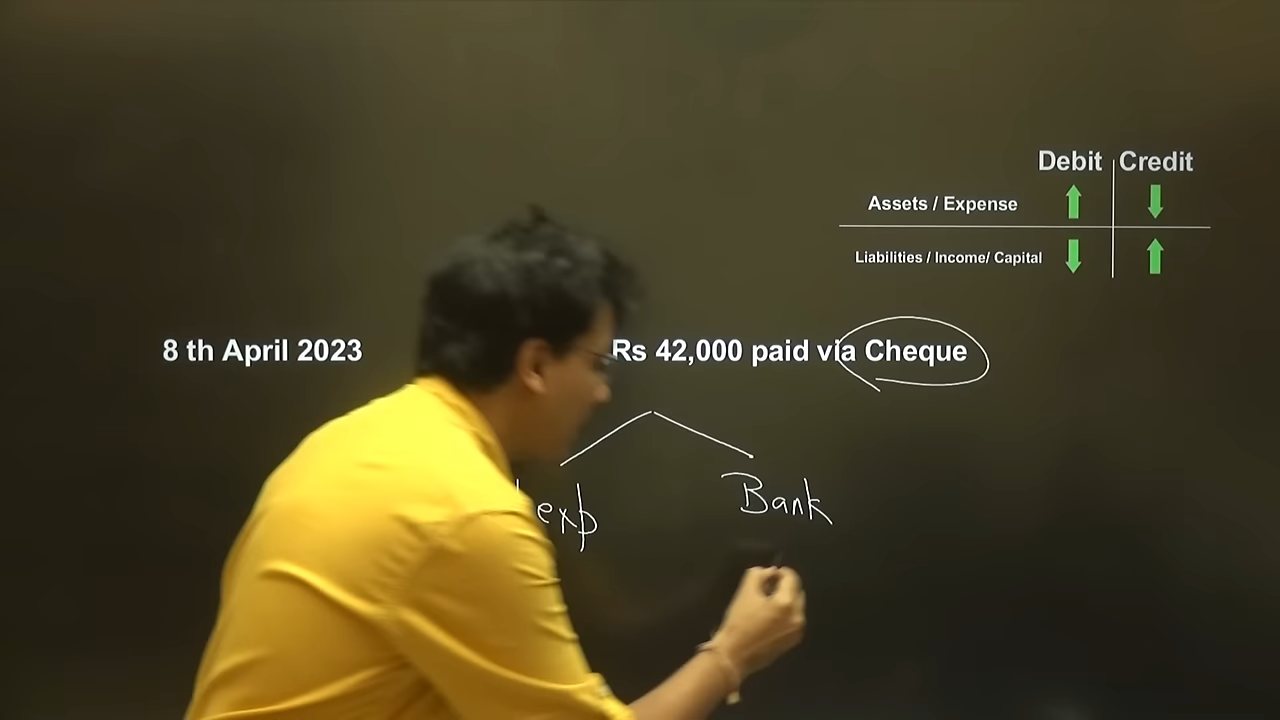 Debit Credit
Assets / Expense
Liabilities / Income/ Capital
8 th April 2023 Rs 42,000 paid via Cheque
exp Bank